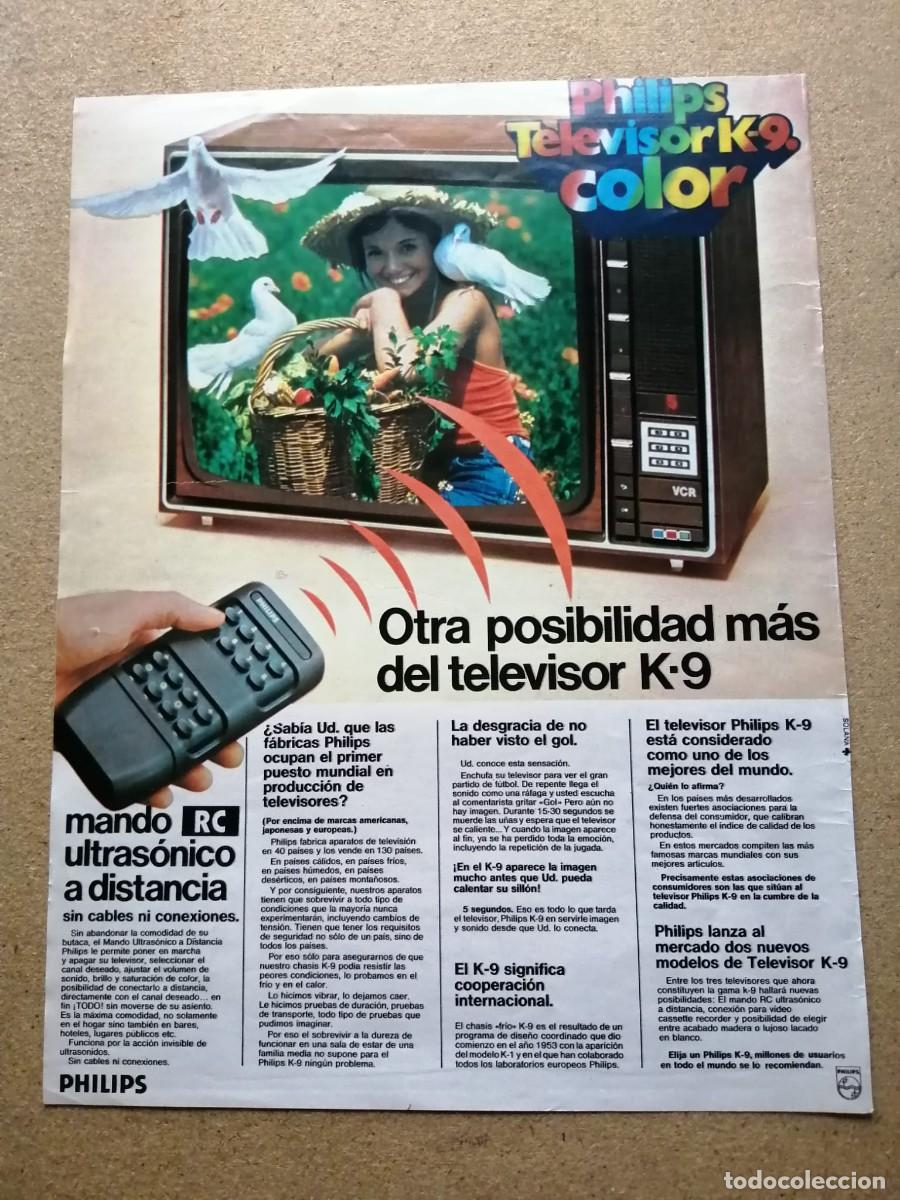 Philips
Televisor K-9.
color
VCR
PHILIPS
Otra posibilidad más
del televisor K·9
SOLANA
mando RC
ultrasónico
a distancia
sin cables ni conexiones.
Sin abandonar la comodidad de su
butaca, el Mando Ultrasónico a Distancia
Philips le permite poner en marcha
y apagar su televisor, seleccionar el
canal deseado, ajustar el volumen de
sonido, brillo y saturación de color, la
posibilidad de conectarlo a distancia,
directamente con el canal deseado... en
fin ¡TODO! sin moverse de su asiento.
Es la máxima comodidad, no solamente
en el hogar sino también en bares,
hoteles, lugares públicos etc.
Funciona por la acción invisible de
ultrasonidos.
Sin cables ni conexiones.
PHILIPS
¿Sabía Ud. que las
fábricas Philips
ocupan el primer
puesto mundial en
producción de
televisores?
(Por encima de marcas americanas,
japonesas y europeas.)
Philips fabrica aparatos de televisión
en 40 países y los vende en 130 países.
En países cálidos, en países fríos,
en países húmedos, en países
desérticos, en países montañosos.
Y por consiguiente, nuestros aparatos
tienen que sobrevivir a todo tipo de
condiciones que la mayoría nunca
experimentarán, incluyendo cambios de
tensión. Tienen que tener los requisitos
de seguridad no sólo de un país, sino de
todos los países.
Por eso sólo para asegurarnos de que
nuestro chasis K-9 podía resistir las
peores condiciones, lo probamos en el
frío y en el calor.
Lo hicimos vibrar, lo dejamos caer.
Le hicimos pruebas de duración, pruebas
de transporte, todo tipo de pruebas que
pudimos imaginar.
Por eso el sobrevivir a la dureza de
funcionar en una sala de estar de una
familia media no supone para el
Philips K-9 ningún problema.
La desgracia de no
haber visto el gol.
Ud. conoce esta sensación.
Enchufa su televisor para ver el gran
partido de fútbol. De repente llega el
sonido como una ráfaga y usted escucha
al comentarista gritar «Gol» Pero aún no
hay imagen. Durante 15-30 segundos se
muerde las uñas y espera que el televisor
se caliente... Y cuando la imagen aparece
al fin, ya se ha perdido toda la emoción,
incluyendo la repetición de la jugada.
¡En el K-9 aparece la imagen
mucho antes que Ud. pueda
calentar su sillón!
5 segundos. Eso es todo lo que tarda
el televisor, Philips K-9 en servirle imagen
y sonido desde que Ud. lo conecta.
El K-9 significa
cooperación
internacional.
El chasis «frío» K-9 es el resultado de un
programa de diseño coordinado que dio
comienzo en el año 1953 con la aparición
del modelo K-1 y en el que han colaborado
todos los laboratorios europeos Philips.
El televisor Philips K-9
está considerado
como uno de los
mejores del mundo.
¿Quién lo afirma?
En los países más desarrollados
existen fuertes asociaciones para la
defensa del consumidor, que calibran
honestamente el índice de calidad de los
productos.
En estos mercados compiten las más
famosas marcas mundiales con sus
mejores artículos.
Precisamente estas asociaciones de
consumidores son las que sitúan al
televisor Philips K-9 en la cumbre de la
calidad.
Philips lanza al
mercado dos nuevos
modelos de Televisor K-9
Entre los tres televisores que ahora
constituyen la gama k-9 hallará nuevas
posibilidades: El mando RC ultrasónico
a distancia, conexión para video
cassette recorder y posibilidad de elegir
entre acabado madera o lujoso lacado
en blanco.
Elija un Philips K-9, millones de usuarios
en todo el mundo se lo recomiendan.
PHILIPS
todocoleccion